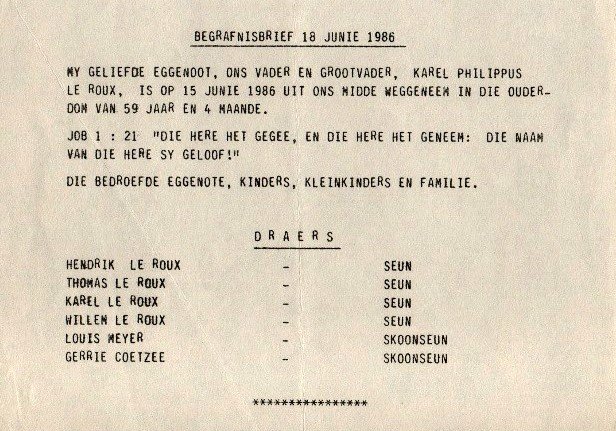 BEGRAFNISBRIEF 18 JUNIE 1986
MY GELIEFDE EGGENOOT, ONS VADER EN GROOTVADER, KAREL PHILIPPUS
LE ROUX, IS OP 15 JUNIE 1986 UIT ONS MIDDE WEGGENEEM IN DIE OUDER-
DOM VAN 59 JAAR EN 4 MAANDE.
JOB 1 : 21 "DIE HERE HET GEGEE, EN DIE HERE HET GENEEM: DIE NAAM
VAN DIE HERE SY GELOOF!"
DIE BEDROEFDE EGGENOTE, KINDERS, KLEINKINDERS EN FAMILIE.
D R A E R S
HENDRIK LE ROUX - SEUN
THOMAS LE ROUX - SEUN
KAREL LE ROUX - SEUN
WILLEM LE ROUX - SEUN
LOUIS MEYER - SKOONSEUN
GERRIE COETZEE - SKOONSEUN
****************